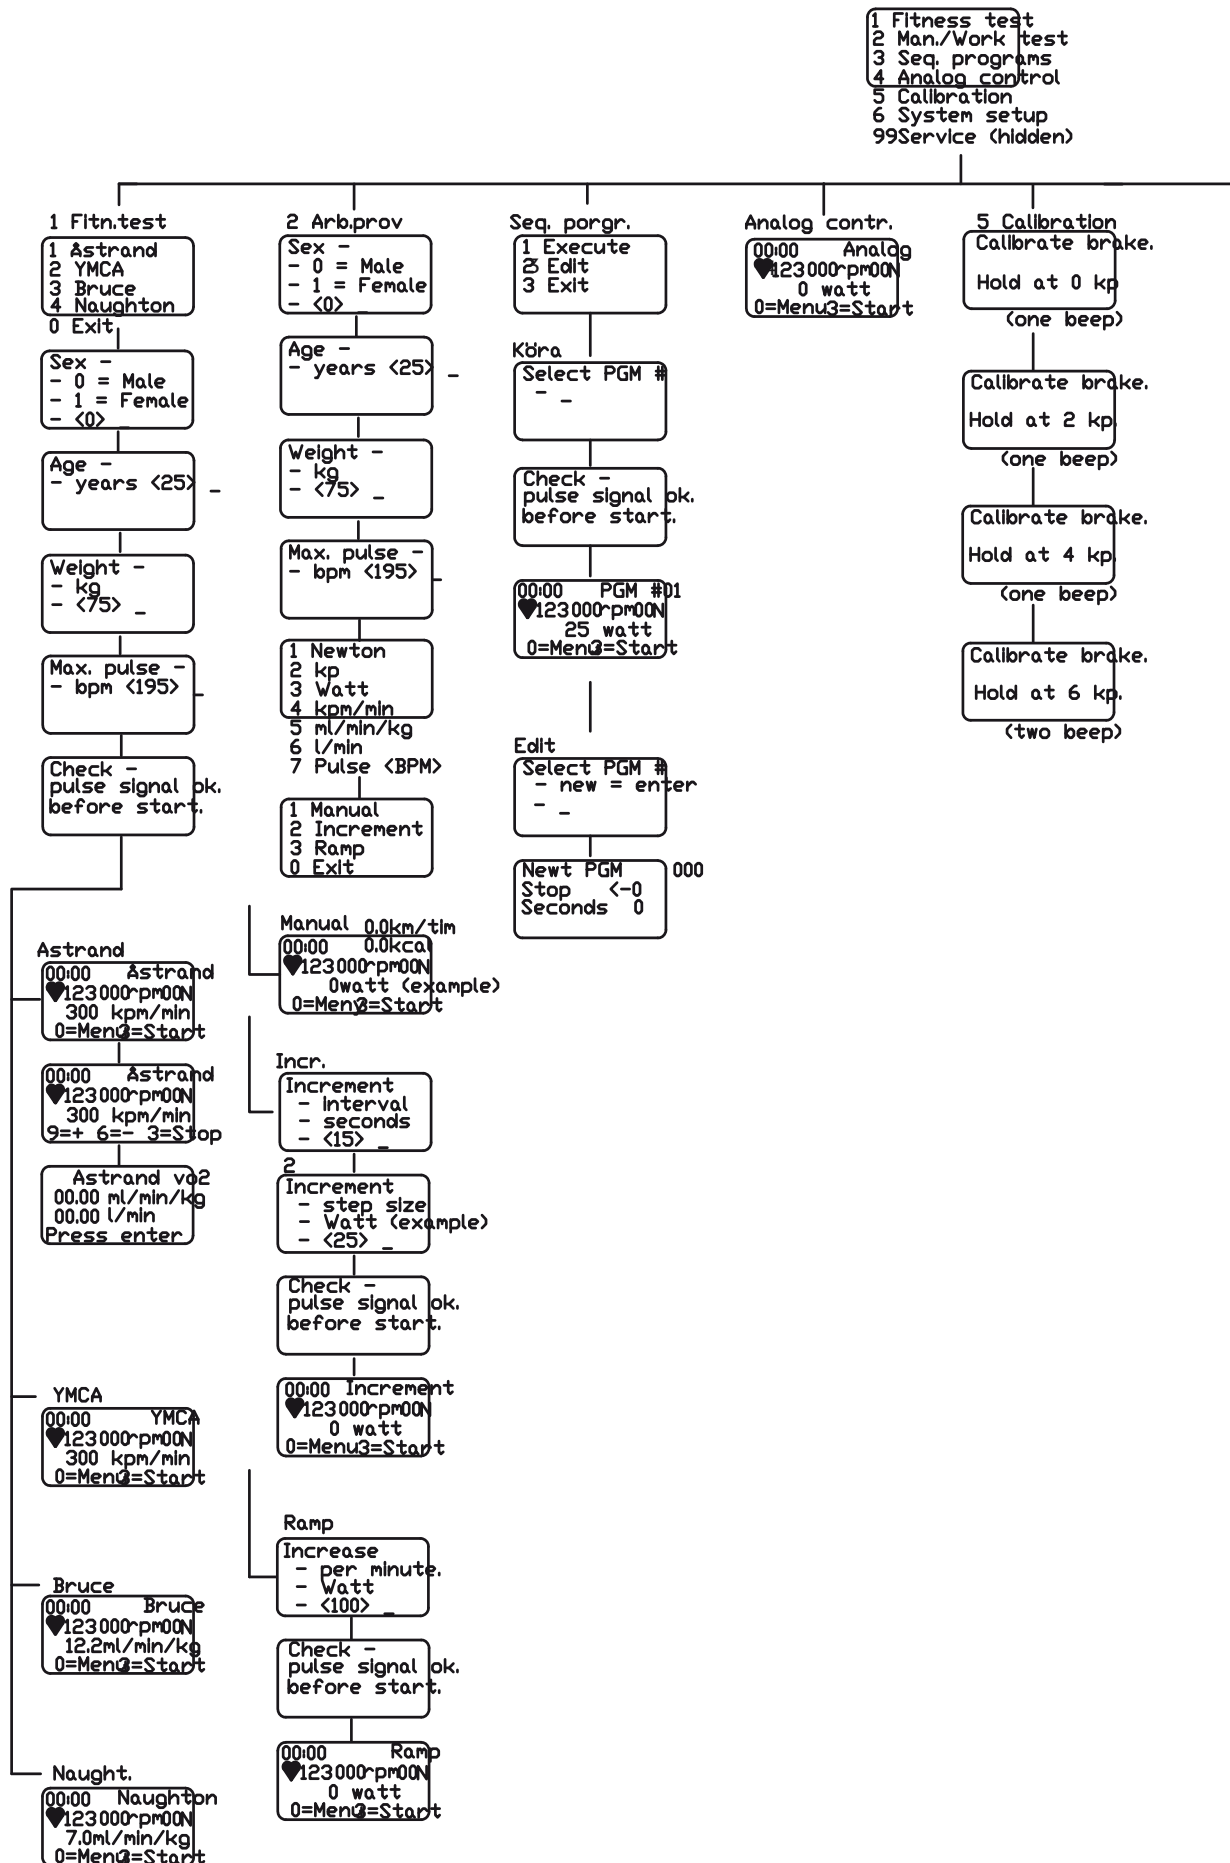 1 Fitness test
2 Man./Work test
3 Seq. programs
4 Analog control
5 Calibration
6 System setup
99Service (hidden)
1 Fitn.test
1 Åstrand
2 YMCA
3 Bruce
4 Naughton
0 Exit
Sex -
- 0 = Male
- 1 = Female
- <0> _
Age -
- years <25> _
Weight -
- kg
- <75> _
Max. pulse -
- bpm <195> _
Check -
pulse signal ok.
before start.
Astrand
00:00 Åstrand
♥123 000rpm00N
300 kpm/min
0=Menu3=Start
00:00 Åstrand
♥123 000rpm00N
300 kpm/min
9=+ 6=- 3=Stop
Astrand vo2
00.00 ml/min/kg
00.00 l/min
Press enter
YMCA
00:00 YMCA
♥123 000rpm00N
300 kpm/min
0=Menu3=Start
Bruce
00:00 Bruce
♥123 000rpm00N
12.2ml/min/kg
0=Menu3=Start
Naught.
00:00 Naughton
♥123 000rpm00N
7.0ml/min/kg
0=Menu3=Start
2 Arb.prov
Sex -
- 0 = Male
- 1 = Female
- <0> _
Age -
- years <25> _
Weight -
- kg
- <75> _
Max. pulse -
- bpm <195> _
1 Newton
2 kp
3 Watt
4 kpm/min
5 ml/min/kg
6 l/min
7 Pulse <BPM>
1 Manual
2 Increment
3 Ramp
0 Exit
Manual 0.0km/tim
00:00 0.0kcal
♥123 000rpm00N
0watt (example)
0=Meny3=Start
Incr.
Increment
- interval
- seconds
- <15> _
2
Increment
- step size
- Watt (example)
- <25> _
Check -
pulse signal ok.
before start.
00:00 Increment
♥123 000rpm00N
0 watt
0=Menu3=Start
Ramp
Increase
- per minute.
- Watt
- <100> _
Check -
pulse signal ok.
before start.
00:00 Ramp
♥123 000rpm00N
0 watt
0=Menu3=Start
Seq. porgr.
1 Execute
Edit
3 Exit
Köra
Select PGM #
- _
Check -
pulse signal ok.
before start.
00:00 PGM #01
♥123 000rpm00N
25 watt
0=Menu3=Start
Edit
Select PGM #
- new = enter
- _
Newt PGM 000
Stop <-0
Seconds 0
Analog contr.
00:00 Analog
♥123 000rpm00N
0 watt
0=Menu3=Start
5 Calibration
Calibrate brake.
Hold at 0 kp
(one beep)
Calibrate brake.
Hold at 2 kp.
(one beep)
Calibrate brake.
Hold at 4 kp.
(one beep)
Calibrate brake.
Hold at 6 kp.
(two beep)